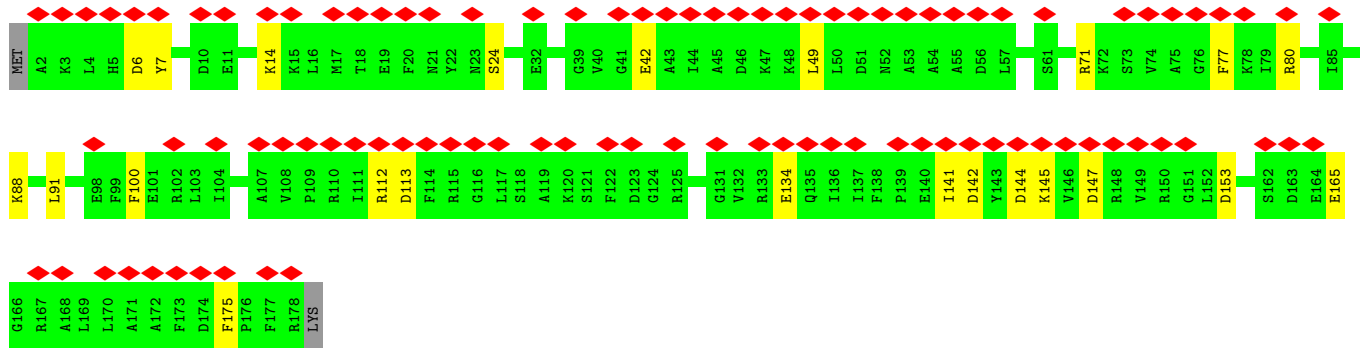 MET A2 K3 L4 H5 D6 Y7 D10 E11 K14 K15 L16 M17 T18 E19 F20 N21 Y22 N23 S24 E32 G39 V40 G41 E42 A43 I44 A45 D46 K47 K48 L49 L50 D51 N52 A53 A54 A55 D56 L57 S61 R71 K72 S73 V74 A75 G76 F77 K78 I79 R80 I85
K88 L91 E98 F99 F100 E101 R102 L103 I104 A107 V108 P109 R110 I111 R112 D113 F114 R115 G116 L117 S118 A119 K120 S121 F122 D123 G124 R125 G131 V132 R133 E134 Q135 I136 I137 F138 P139 E140 I141 D142 Y143 D144 K145 V146 D147 R148 V149 R150 G151 L152 D153 S162 D163 E164 E165
G166 R167 A168 L169 L170 A171 A172 F173 D174 F175 P176 F177 R178 LYS